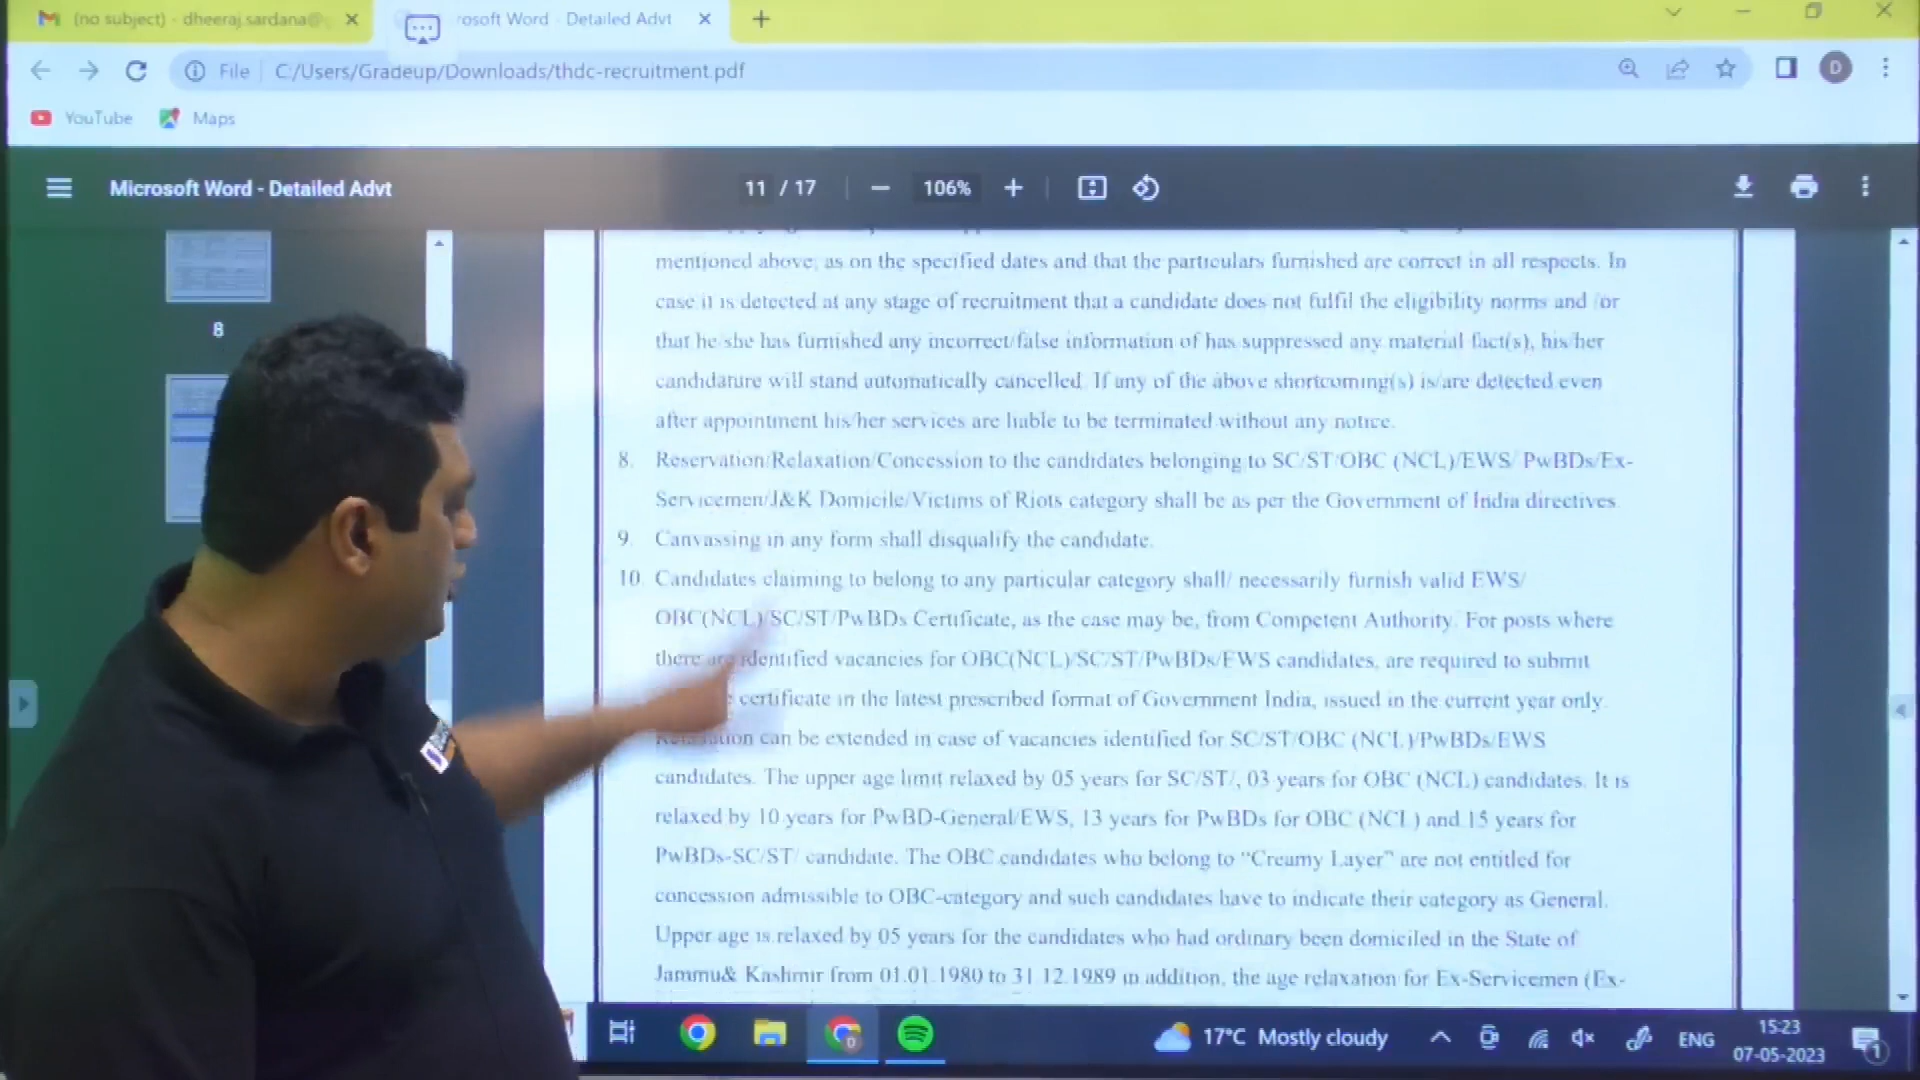 (no subject) - dheeraj.sardana@
rosoft Word - Detailed Advt
File
C:/Users/Gradeup/Downloads/thdc-recruitment.pdf
D
YouTube
Maps
Microsoft Word - Detailed Advt
11 / 17
106%
8
mentioned above, as on the specified dates and that the particulars furnished are correct in all respects. In
case it is detected at any stage of recruitment that a candidate does not fulfil the eligibility norms and /or
that he/she has furnished any incorrect/false information of has suppressed any material fact(s), his/her
candidature will stand automatically cancelled. If any of the above shortcoming(s) is/are detected even
after appointment his/her services are liable to be terminated without any notice.
8. Reservation/Relaxation/Concession to the candidates belonging to SC/ST/OBC (NCL)/EWS/ PwBDs/Ex-
Servicemen/J&K Domicile/Victims of Riots category shall be as per the Government of India directives.
9. Canvassing in any form shall disqualify the candidate.
10. Candidates claiming to belong to any particular category shall/ necessarily furnish valid EWS/
OBC(NCL)/SC/ST/PwBDs Certificate, as the case may be, from Competent Authority. For posts where
there are identified vacancies for OBC(NCL)/SC/ST/PwBDs/EWS candidates, are required to submit
certificate in the latest prescribed format of Government India, issued in the current year only.
Relaxation can be extended in case of vacancies identified for SC/ST/OBC (NCL)/PwBDs/EWS
candidates. The upper age limit relaxed by 05 years for SC/ST/, 03 years for OBC (NCL) candidates. It is
relaxed by 10 years for PwBD-General/EWS, 13 years for PwBDs for OBC (NCL) and 15 years for
PwBDs-SC/ST/ candidate. The OBC candidates who belong to “Creamy Layer” are not entitled for
concession admissible to OBC-category and such candidates have to indicate their category as General.
Upper age is relaxed by 05 years for the candidates who had ordinary been domiciled in the State of
Jammu& Kashmir from 01.01.1980 to 31.12.1989 in addition, the age relaxation for Ex-Servicemen (Ex-
D
17°C Mostly cloudy
ENG
15:23
07-05-2023
1